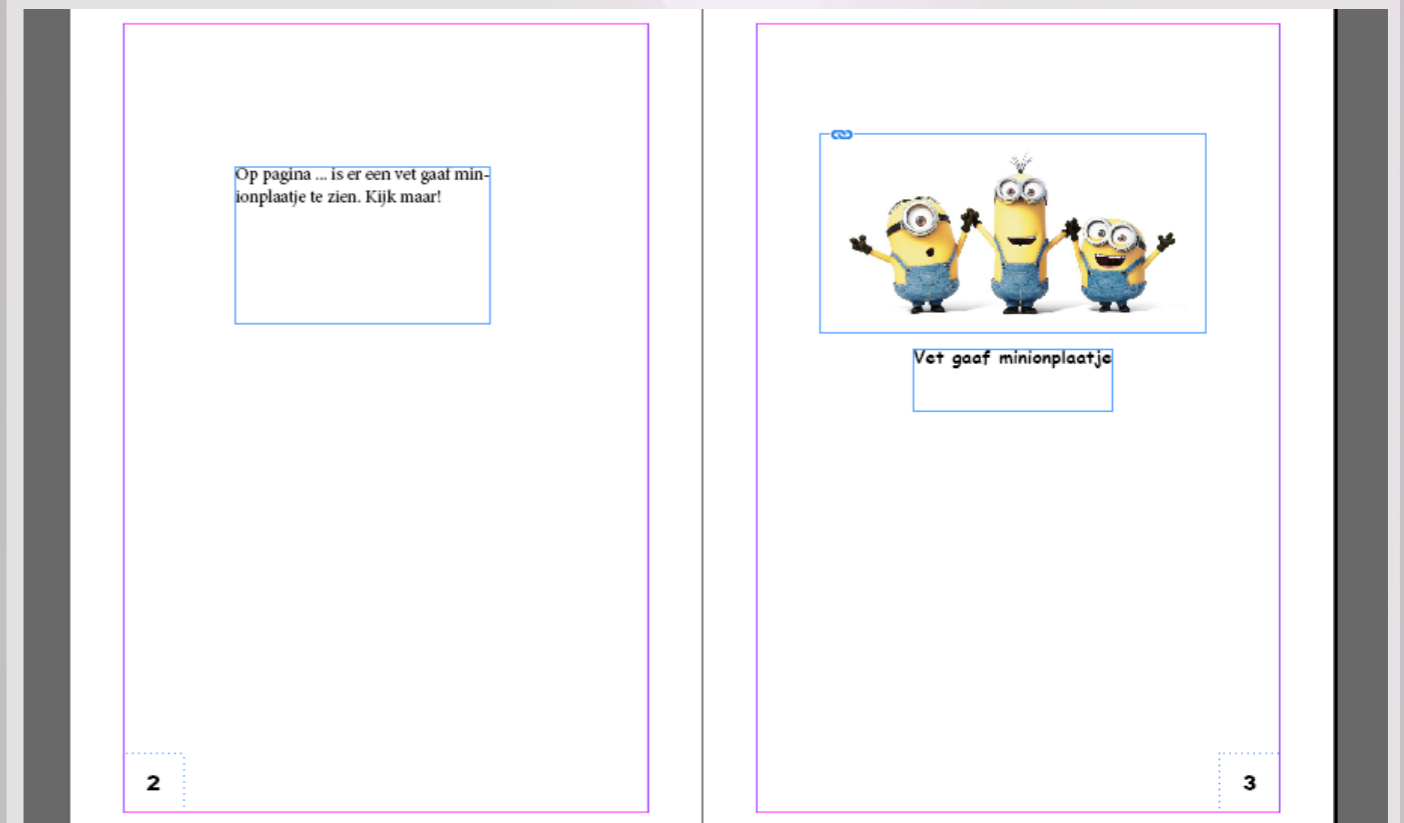 Op pagina ... is er een vet gaaf min-
ionplaatje te zien. Kijk maar!
2
Vet gaaf minionplaatje
3